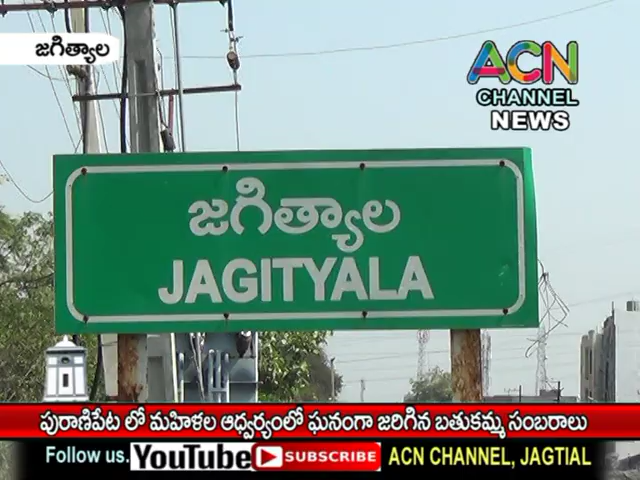 జగిత్యాల
ACN
CHANNEL
NEWS
జగిత్యాల
JAGITYALA
పురాణిపేట లో మహిళల ఆధ్వర్యంలో ఘనంగా జరిగిన బతుకమ్మ సంబరాలు
Follow us. YouTube SUBSCRIBE ACN CHANNEL, JAGTIAL